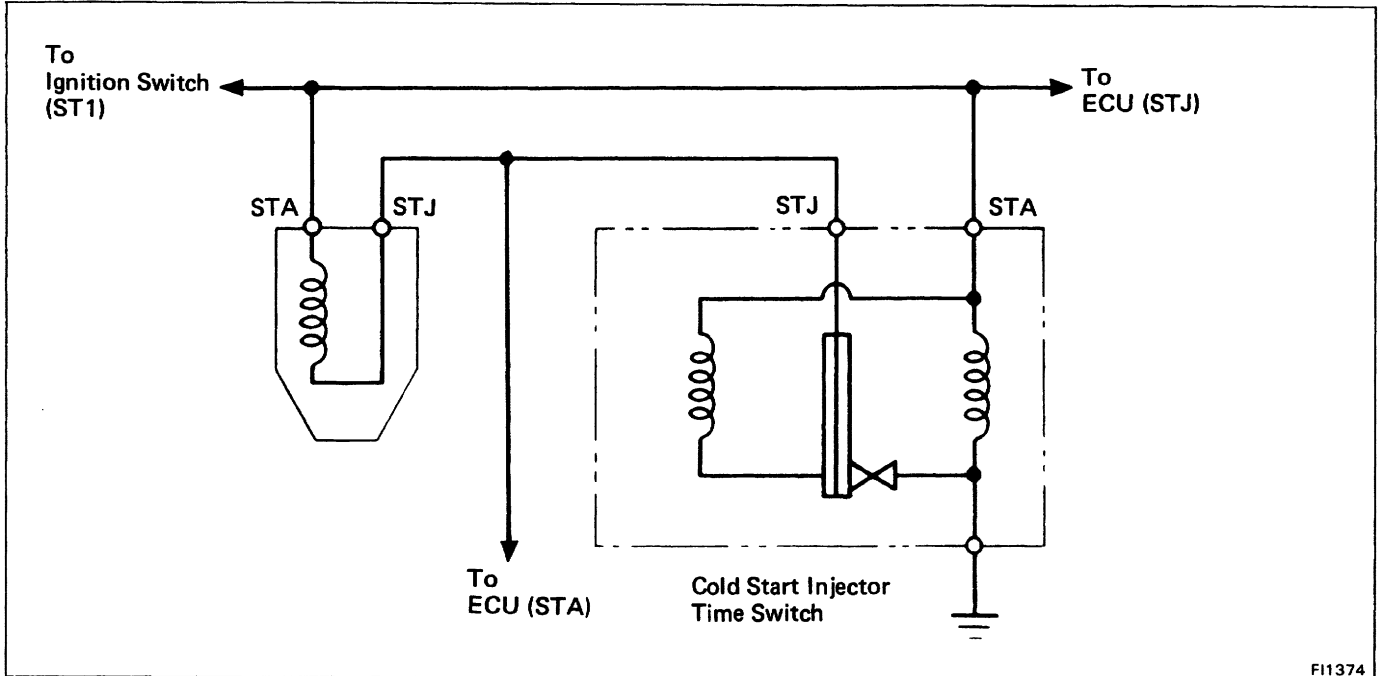 To
Ignition Switch
(ST1)
To
ECU (STJ)
STA
STJ
STJ
STA
To
ECU (STA)
Cold Start Injector
Time Switch
FI1374